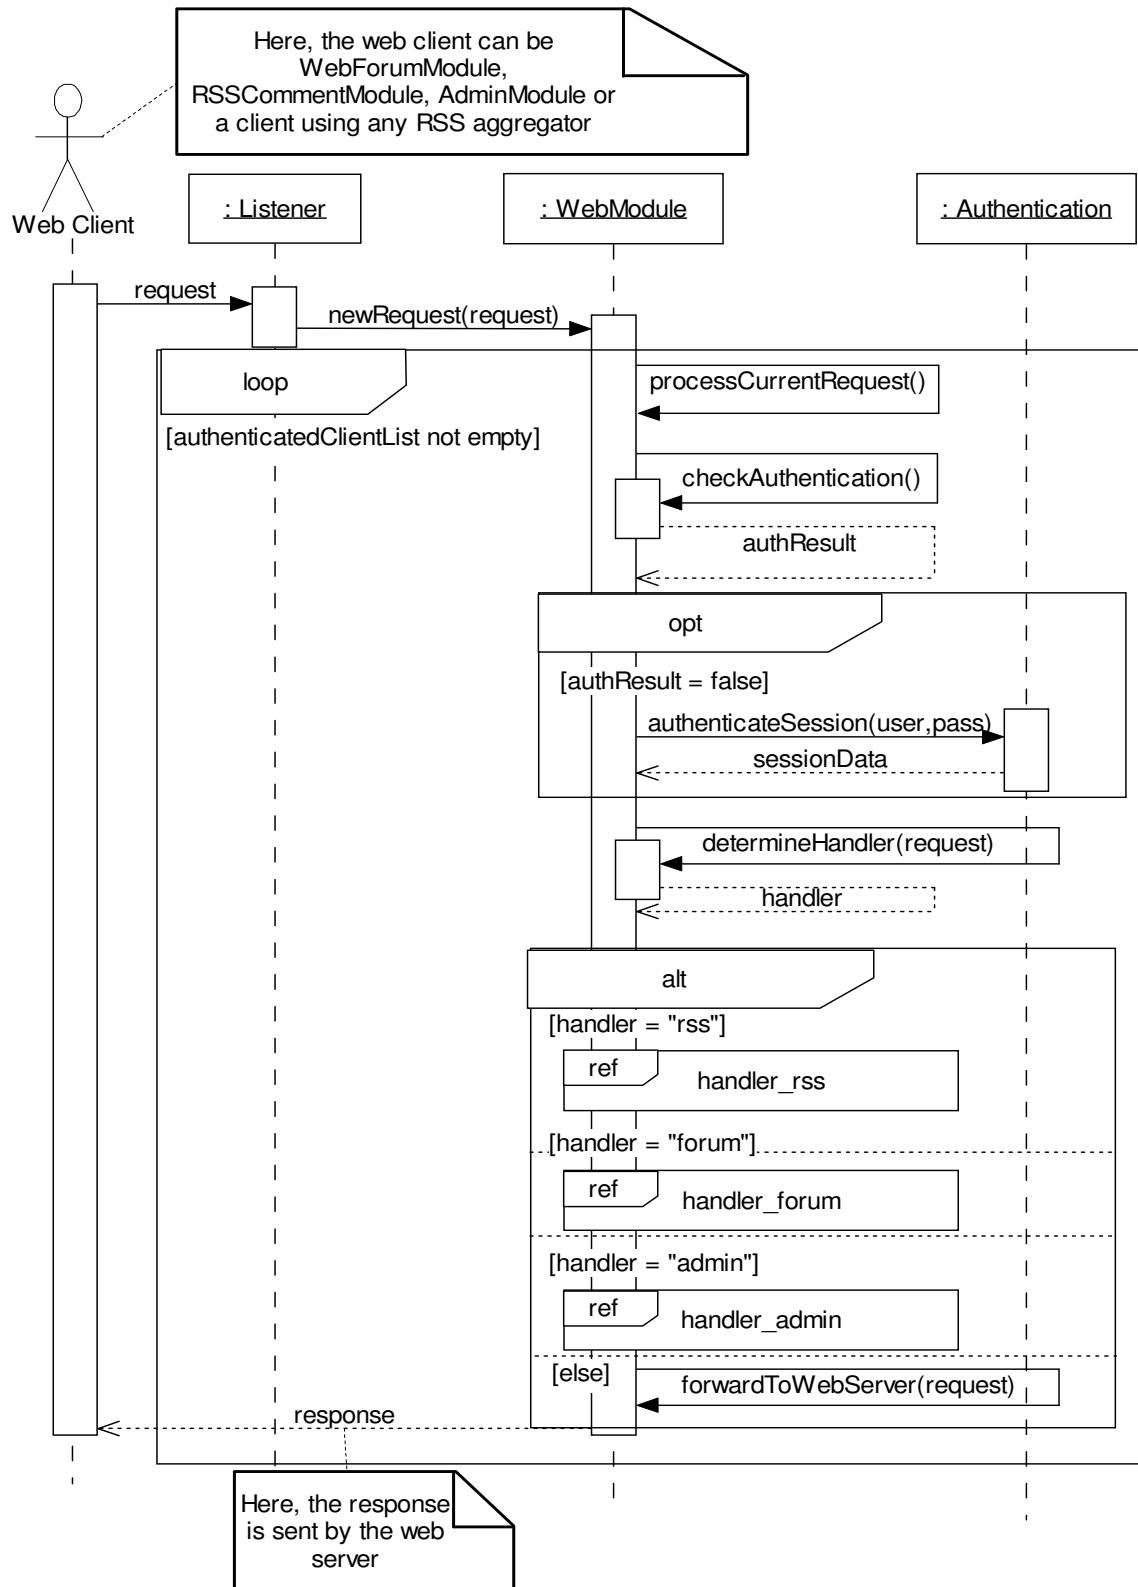 Here, the web client can be
WebForumModule,
RSSCommentModule, AdminModule or
a client using any RSS aggregator
Web Client
: Listener
: WebModule
: Authentication
request
newRequest(request)
loop
processCurrentRequest()
[authenticatedClientList not empty]
checkAuthentication()
authResult
opt
[authResult = false]
authenticateSession(user,pass)
sessionData
determineHandler(request)
handler
alt
[handler = "rss"]
ref
handler_rss
[handler = "forum"]
ref
handler_forum
[handler = "admin"]
ref
handler_admin
[else]
forwardToWebServer(request)
response
Here, the response
is sent by the web
server